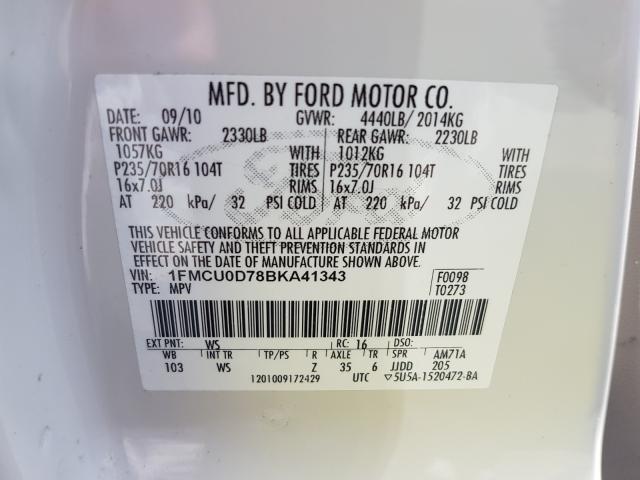 MFD. BY FORD MOTOR CO.
DATE: 09/10 GVWR: 4440LB/ 2014KG
FRONT GAWR: 2330LB REAR GAWR: 2230LB
1057KG WITH 1012KG WITH
P235/70R16 104T TIRES P235/70R16 104T TIRES
16x7.0J RIMS 16x7.0J RIMS
AT 220 kPa/ 32 PSI COLD AT 220 kPa/ 32 PSI COLD
THIS VEHICLE CONFORMS TO ALL APPLICABLE FEDERAL MOTOR
VEHICLE SAFETY AND THEFT PREVENTION STANDARDS IN
EFFECT ON THE DATE OF MANUFACTURE SHOWN ABOVE.
VIN: 1FMCU0D78BKA41343 F0098
TYPE: MPV T0273
EXT PNT: WS RC: 16 DSO:
WB INT TR TP/PS R AXLE TR SPR AM71A
103 WS Z 35 6 JJDD 205
1201009172429 UTC ▽5U5A-1520472-BA